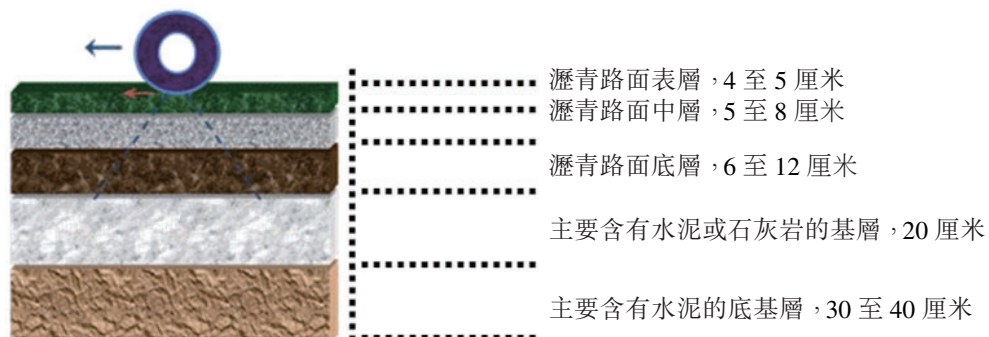 瀝青路面表層，4 至 5 厘米
瀝青路面中層，5 至 8 厘米
瀝青路面底層，6 至 12 厘米
主要含有水泥或石灰岩的基層，20 厘米
主要含有水泥的底基層，30 至 40 厘米